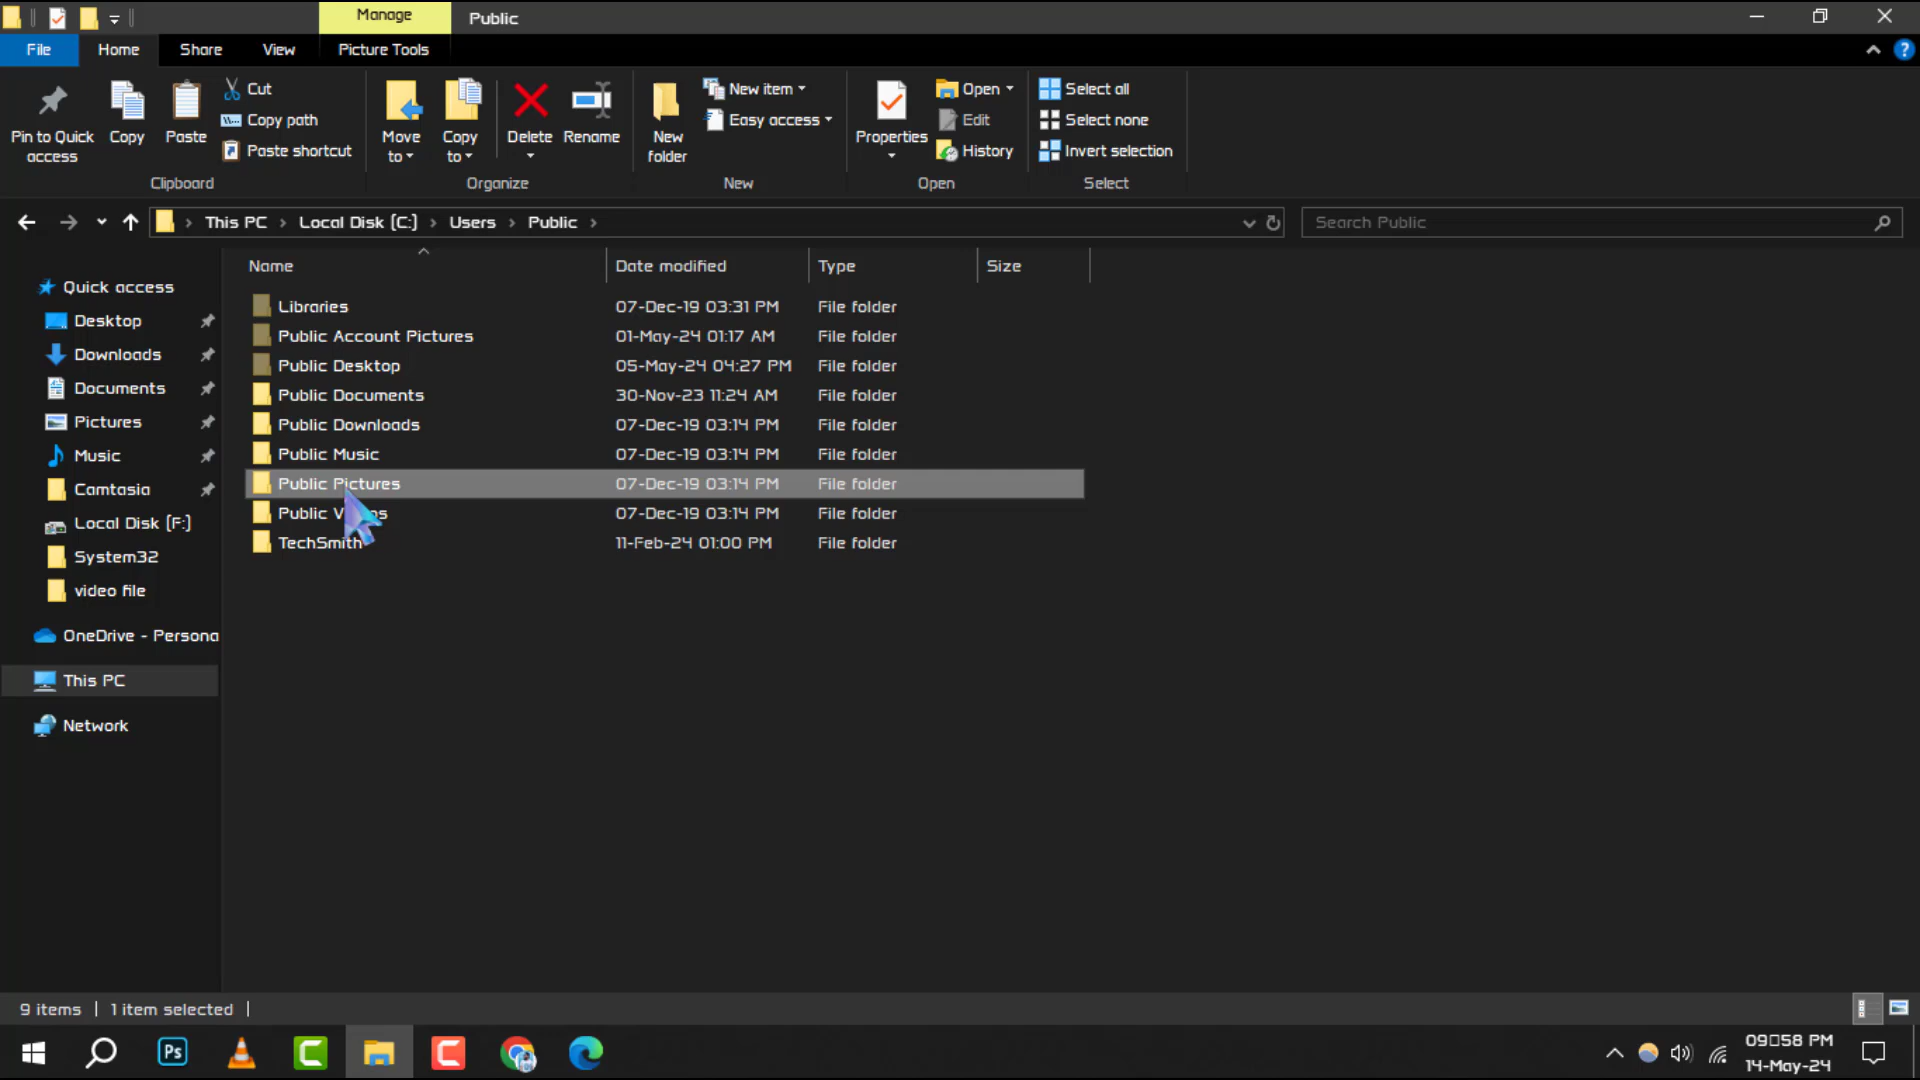 Manage
Public
File
Home
Share
View
Picture Tools
Pin to Quick access
Copy
Paste
Cut
Copy path
Paste shortcut
Clipboard
Move to
Copy to
Delete
Rename
Organize
New folder
New item
Easy access
New
Properties
Open
Edit
History
Open
Select all
Select none
Invert selection
Select
This PC > Local Disk (C:) > Users > Public >
Search Public
Name Date modified Type Size
Quick access
Desktop
Downloads
Documents
Pictures
Music
Camtasia
Local Disk (F:)
System32
video file
OneDrive - Persona
This PC
Network
Libraries 07-Dec-19 03:31 PM File folder
Public Account Pictures 01-May-24 01:17 AM File folder
Public Desktop 05-May-24 04:27 PM File folder
Public Documents 30-Nov-23 11:24 AM File folder
Public Downloads 07-Dec-19 03:14 PM File folder
Public Music 07-Dec-19 03:14 PM File folder
Public Pictures 07-Dec-19 03:14 PM File folder
Public 07-Dec-19 03:14 PM File folder
TechSmith 11-Feb-24 01:00 PM File folder
9 items 1 item selected
Ps
09□58 PM
14-May-24